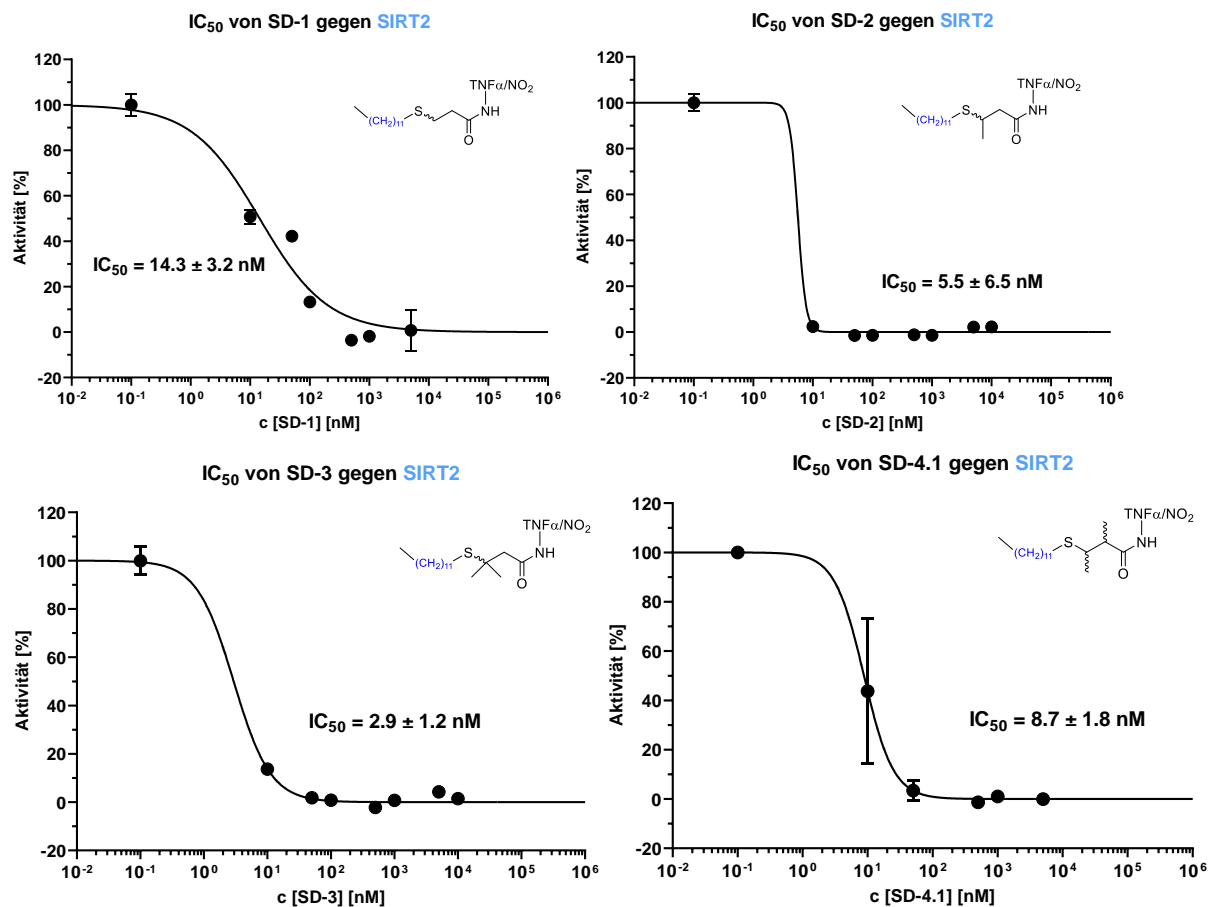 IC50 von SD-1 gegen SIRT2
120
100
80
60
40
20
0
-20
Aktivität [%]
10-2 10-1 100 101 102 103 104 105 106
c [SD-1] [nM]
IC50 = 14.3 ± 3.2 nM
TNFα/NO2
S
NH
(CH2)11
O
IC50 von SD-2 gegen SIRT2
120
100
80
60
40
20
0
-20
Aktivität [%]
10-2 10-1 100 101 102 103 104 105 106
c [SD-2] [nM]
IC50 = 5.5 ± 6.5 nM
TNFα/NO2
S
NH
(CH2)11
O
IC50 von SD-3 gegen SIRT2
120
100
80
60
40
20
0
-20
Aktivität [%]
10-2 10-1 100 101 102 103 104 105 106
c [SD-3] [nM]
IC50 = 2.9 ± 1.2 nM
TNFα/NO2
S
NH
(CH2)11
O
IC50 von SD-4.1 gegen SIRT2
120
100
80
60
40
20
0
-20
Aktivität [%]
10-2 10-1 100 101 102 103 104 105 106
c [SD-4.1] [nM]
IC50 = 8.7 ± 1.8 nM
TNFα/NO2
S
NH
(CH2)11
O